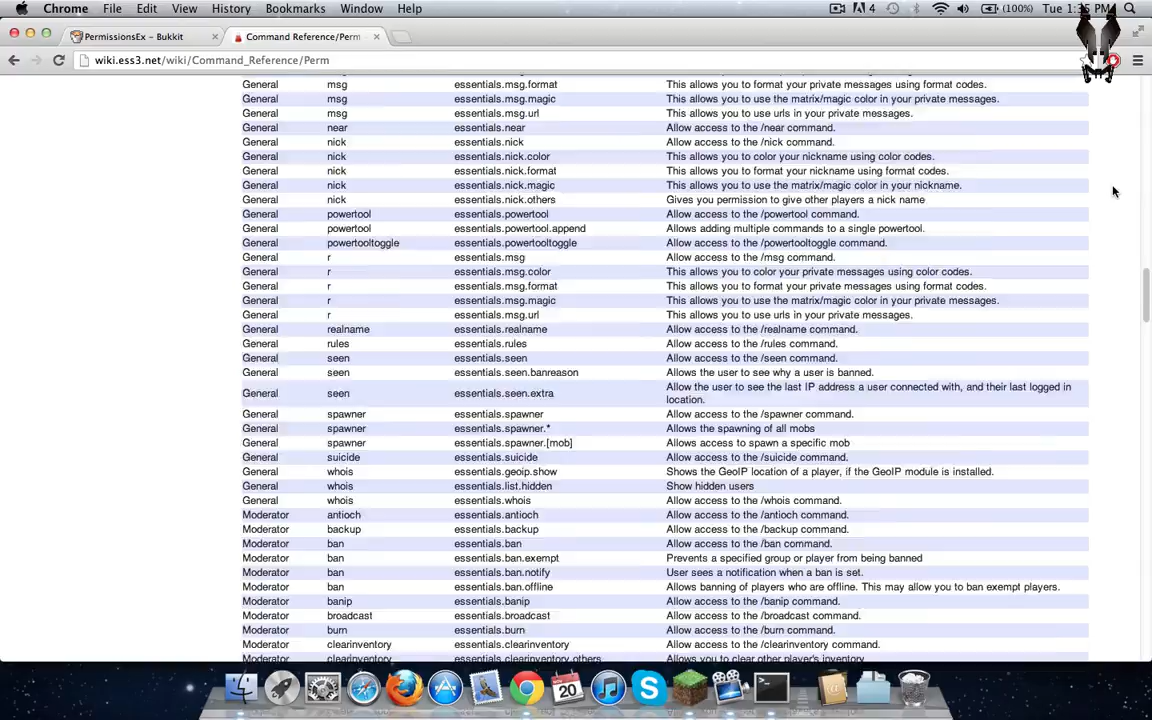 Chrome File Edit View History Bookmarks Window Help 4 (100%) Tue 1:35 PM
PermissionsEx – Bukkit Command Reference/Perm
wiki.ess3.net/wiki/Command_Reference/Perm
General msg essentials.msg.format This allows you to format your private messages using format codes.
General msg essentials.msg.magic This allows you to use the matrix/magic color in your private messages.
General msg essentials.msg.url This allows you to use urls in your private messages.
General near essentials.near Allow access to the /near command.
General nick essentials.nick Allow access to the /nick command.
General nick essentials.nick.color This allows you to color your nickname using color codes.
General nick essentials.nick.format This allows you to format your nickname using format codes.
General nick essentials.nick.magic This allows you to use the matrix/magic color in your nickname.
General nick essentials.nick.others Gives you permission to give other players a nick name
General powertool essentials.powertool Allow access to the /powertool command.
General powertool essentials.powertool.append Allows adding multiple commands to a single powertool.
General powertooltoggle essentials.powertooltoggle Allow access to the /powertooltoggle command.
General r essentials.msg Allow access to the /msg command.
General r essentials.msg.color This allows you to color your private messages using color codes.
General r essentials.msg.format This allows you to format your private messages using format codes.
General r essentials.msg.magic This allows you to use the matrix/magic color in your private messages.
General r essentials.msg.url This allows you to use urls in your private messages.
General realname essentials.realname Allow access to the /realname command.
General rules essentials.rules Allow access to the /rules command.
General seen essentials.seen Allow access to the /seen command.
General seen essentials.seen.banreason Allows the user to see why a user is banned.
General seen essentials.seen.extra Allow the user to see the last IP address a user connected with, and their last logged in
location.
General spawner essentials.spawner Allow access to the /spawner command.
General spawner essentials.spawner.* Allows the spawning of all mobs
General spawner essentials.spawner.[mob] Allows access to spawn a specific mob
General suicide essentials.suicide Allow access to the /suicide command.
General whois essentials.geoip.show Shows the GeoIP location of a player, if the GeoIP module is installed.
General whois essentials.list.hidden Show hidden users
General whois essentials.whois Allow access to the /whois command.
Moderator antioch essentials.antioch Allow access to the /antioch command.
Moderator backup essentials.backup Allow access to the /backup command.
Moderator ban essentials.ban Allow access to the /ban command.
Moderator ban essentials.ban.exempt Prevents a specified group or player from being banned
Moderator ban essentials.ban.notify User sees a notification when a ban is set.
Moderator ban essentials.ban.offline Allows banning of players who are offline. This may allow you to ban exempt players.
Moderator banip essentials.banip Allow access to the /banip command.
Moderator broadcast essentials.broadcast Allow access to the /broadcast command.
Moderator burn essentials.burn Allow access to the /burn command.
Moderator clearinventory essentials.clearinventory Allow access to the /clearinventory command.
Moderator clearinventory essentials.clearinventory.others Allows you to clear other player's inventory
20